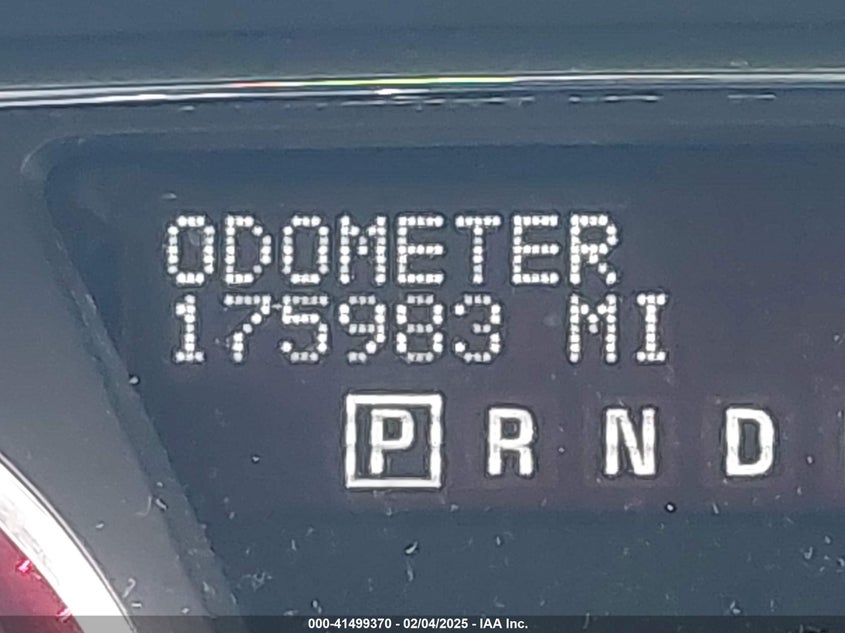 ODOMETER
175983 MI
P R N D
000-41499370 - 02/04/2025 - IAA Inc.